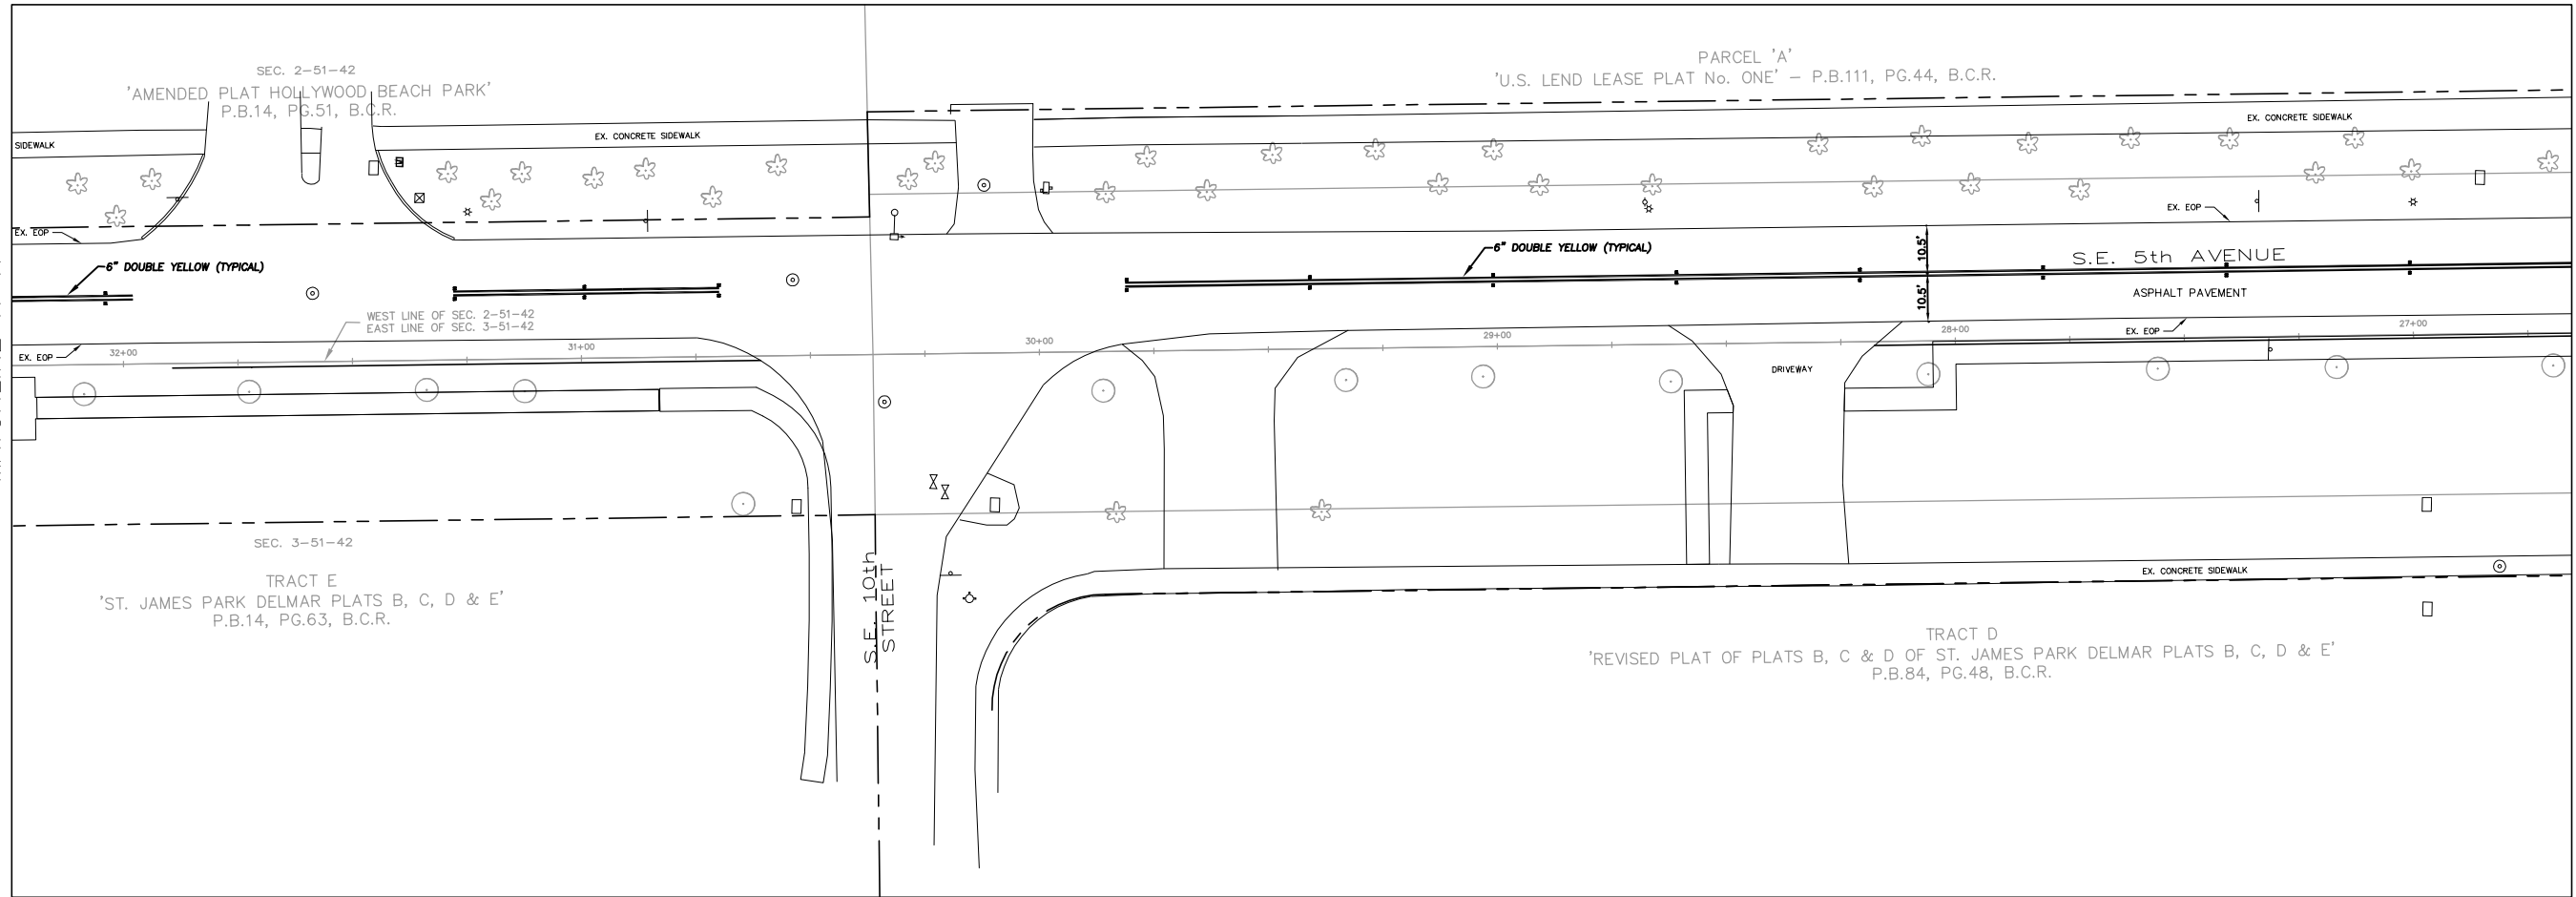 SEC. 2-51-42
'AMENDED PLAT HOLLYWOOD BEACH PARK'
P.B.14, PG.51, B.C.R.
PARCEL 'A'
'U.S. LEND LEASE PLAT No. ONE' – P.B.111, PG.44, B.C.R.
SIDEWALK
EX. CONCRETE SIDEWALK
EX. CONCRETE SIDEWALK
EX. EOP
EX. EOP
6" DOUBLE YELLOW (TYPICAL)
6" DOUBLE YELLOW (TYPICAL)
10.5'
10.5'
S.E. 5th AVENUE
ASPHALT PAVEMENT
WEST LINE OF SEC. 2-51-42
EAST LINE OF SEC. 3-51-42
EX. EOP
EX. EOP
32+00
31+00
30+00
29+00
28+00
27+00
DRIVEWAY
SEC. 3-51-42
TRACT E
'ST. JAMES PARK DELMAR PLATS B, C, D & E'
P.B.14, PG.63, B.C.R.
S.E. 10th
STREET
EX. CONCRETE SIDEWALK
TRACT D
'REVISED PLAT OF PLATS B, C & D OF ST. JAMES PARK DELMAR PLATS B, C, D & E'
P.B.84, PG.48, B.C.R.